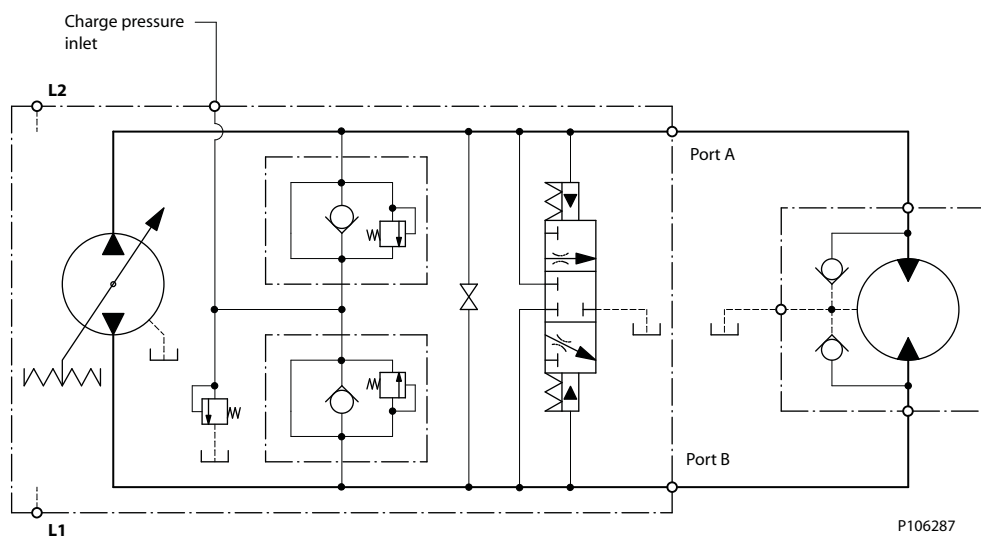 Charge pressure
inlet
L2
Port A
Port B
L1
P106287